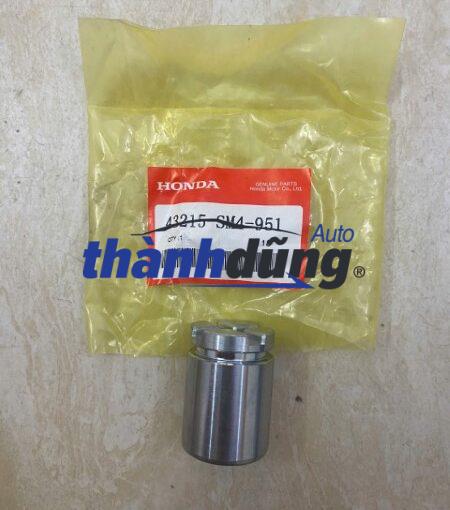 HONDA
GENUINE PARTS
Honda Motor Co., Ltd.
43215-SM4-951
Auto
thànhdũng®